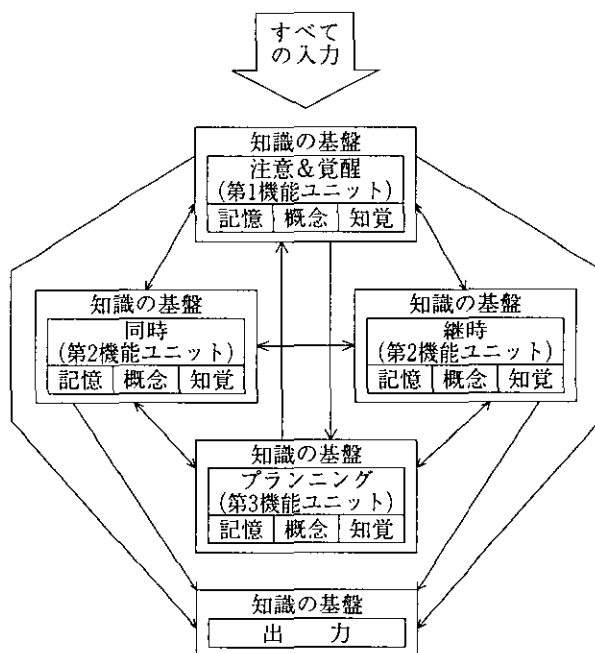 すべて
の入力
知識の基盤
注意&覚醒
(第1機能ユニット)
記憶 概念 知覚
知識の基盤
同時
(第2機能ユニット)
記憶 概念 知覚
知識の基盤
継時
(第2機能ユニット)
記憶 概念 知覚
知識の基盤
プランニング
(第3機能ユニット)
記憶 概念 知覚
知識の基盤
出 力